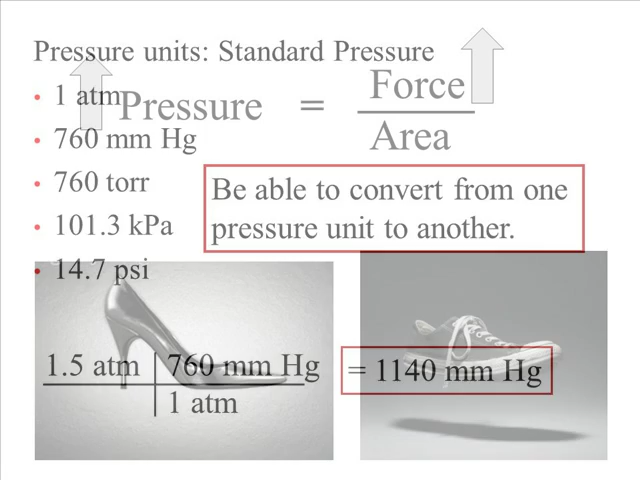 Pressure units: Standard Pressure
• 1 atm
Pressure = Force
Area
• 760 mm Hg
• 760 torr
• 101.3 kPa
• 14.7 psi
Be able to convert from one
pressure unit to another.
1.5 atm 760 mm Hg = 1140 mm Hg
1 atm